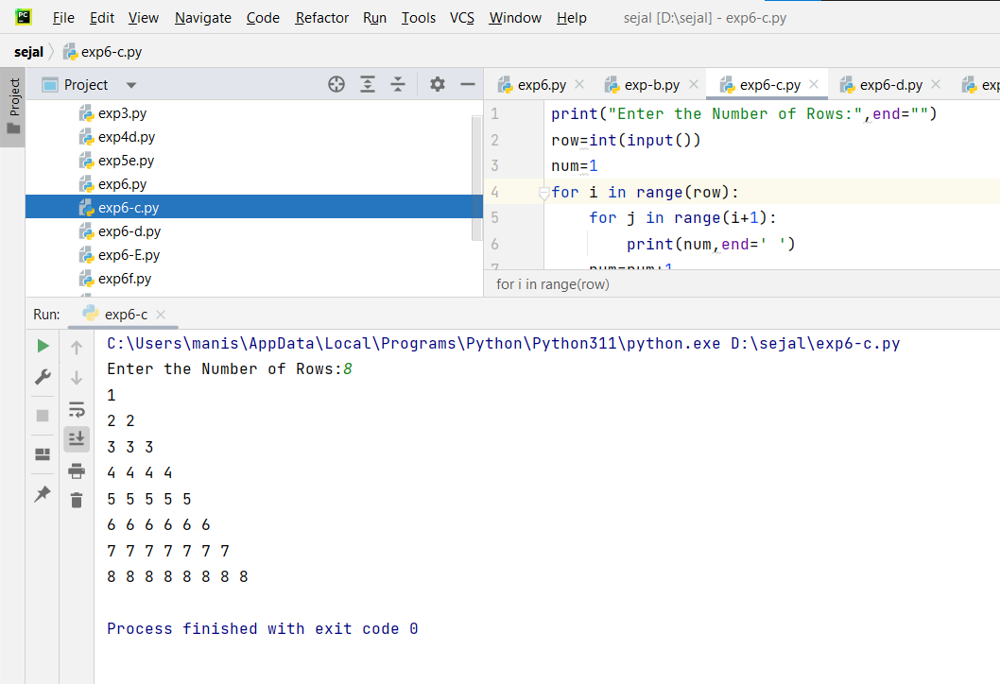 PC
File Edit View Navigate Code Refactor Run Tools VCS Window Help sejal [D:\sejal] - exp6-c.py
sejal exp6-c.py
Project
Project
exp3.py
exp4d.py
exp5e.py
exp6.py
exp6-c.py
exp6-d.py
exp6-E.py
exp6f.py
exp6.py exp-b.py exp6-c.py exp6-d.py exp
1 print("Enter the Number of Rows:",end="")
2 row=int(input())
3 num=1
4 for i in range(row):
5 for j in range(i+1):
6 print(num,end=' ')
7 num=num+1
for i in range(row)
Run: exp6-c
C:\Users\manis\AppData\Local\Programs\Python\Python311\python.exe D:\sejal\exp6-c.py
Enter the Number of Rows:8
1
2 2
3 3 3
4 4 4 4
5 5 5 5 5
6 6 6 6 6 6
7 7 7 7 7 7 7
8 8 8 8 8 8 8 8
Process finished with exit code 0